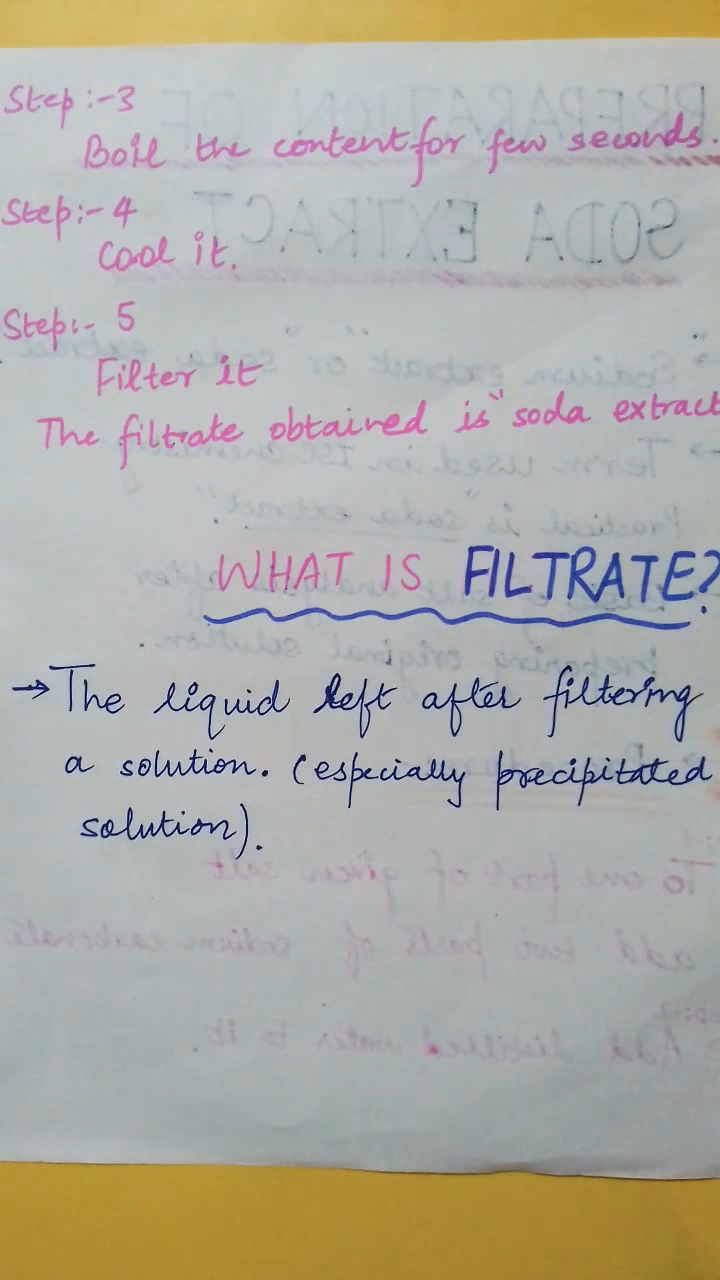 Step:-3
Boil the content for few seconds.
Step:- 4
Cool it.
Step:- 5
Filter it
The filtrate obtained is "soda extract
WHAT IS FILTRATE?
→ The liquid left after filtering
a solution. (especially precipitated
solution).